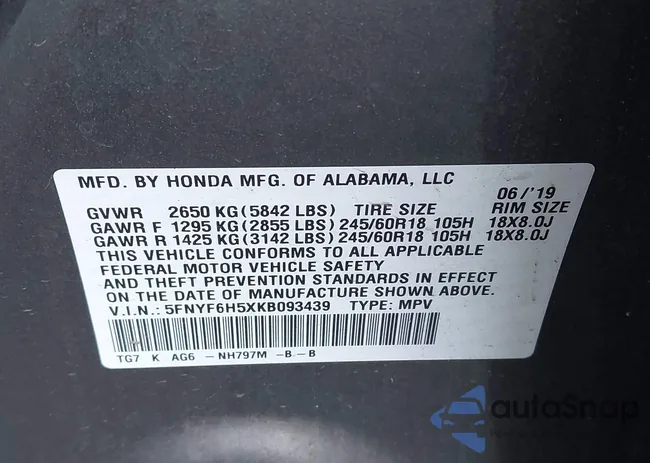 MFD. BY HONDA MFG. OF ALABAMA, LLC 06/'19
GVWR 2650 KG(5842 LBS) TIRE SIZE RIM SIZE
GAWR F 1295 KG(2855 LBS) 245/60R18 105H 18X8.0J
GAWR R 1425 KG(3142 LBS) 245/60R18 105H 18X8.0J
THIS VEHICLE CONFORMS TO ALL APPLICABLE
FEDERAL MOTOR VEHICLE SAFETY
AND THEFT PREVENTION STANDARDS IN EFFECT
ON THE DATE OF MANUFACTURE SHOWN ABOVE.
V.I.N.: 5FNYF6H5XKB093439 TYPE: MPV
TG7 K AG6 -NH797M -B-B
autoSnap